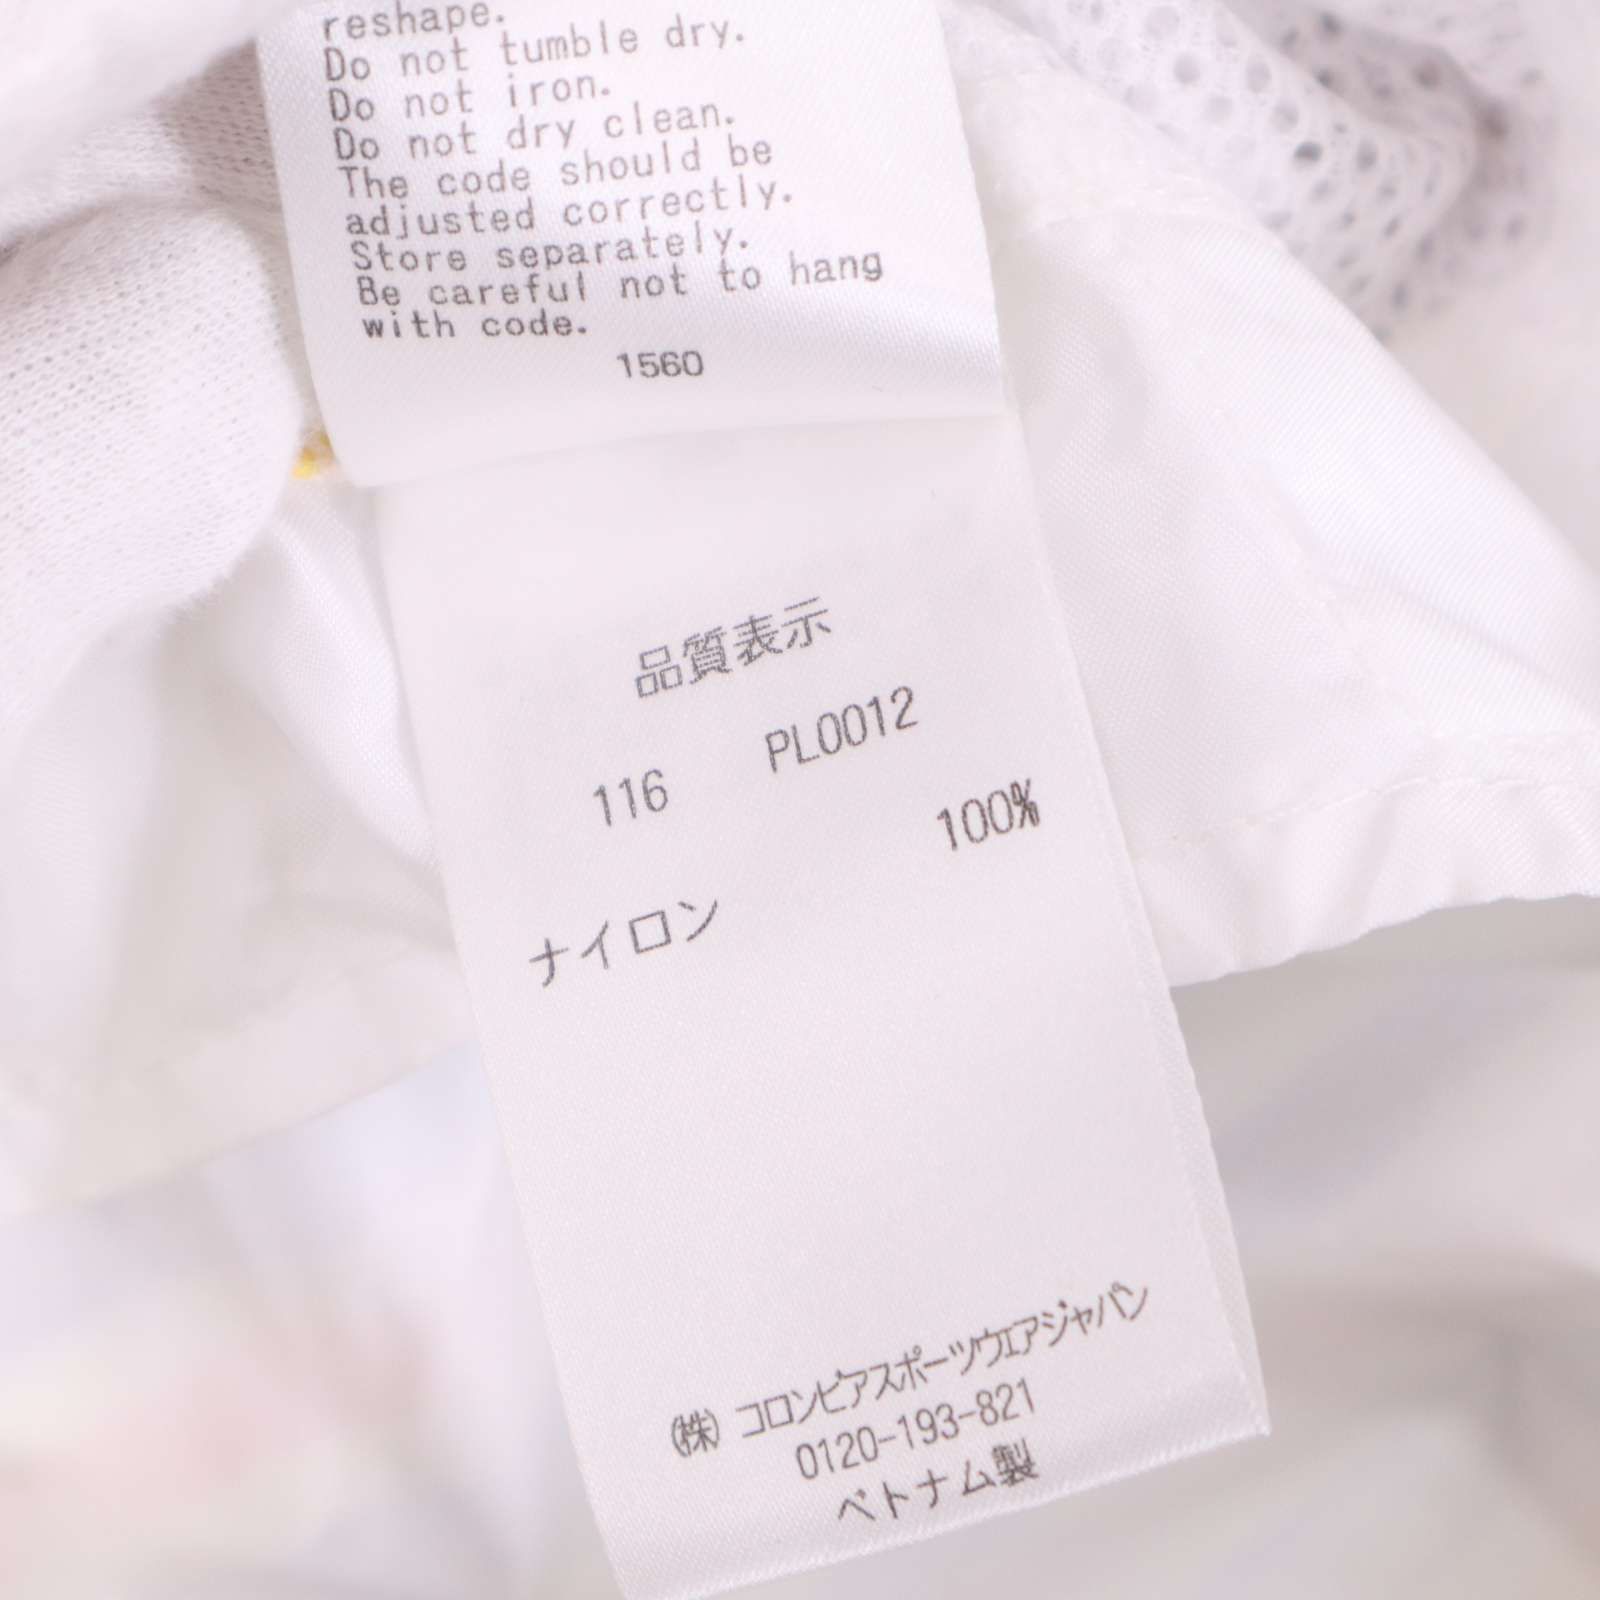 reshape.
Do not tumble dry.
Do not iron.
Do not dry clean.
The code should be
adjusted correctly.
Store separately.
Be careful not to hang
with code.
1560
品質表示
116 PL0012
100%
ナイロン
(株) コロンビアスポーツウェアジャパン
0120-193-821
ベトナム製